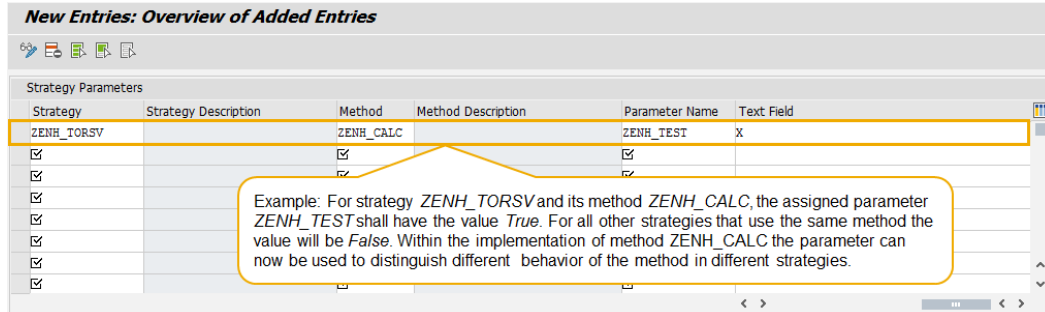 New Entries: Overview of Added Entries
Strategy Parameters
Strategy Strategy Description Method Method Description Parameter Name Text Field
ZENH_TORSV ZENH_CALC ZENH_TEST X
Example: For strategy ZENH_TORSV and its method ZENH_CALC, the assigned parameter
ZENH_TEST shall have the value True. For all other strategies that use the same method the
value will be False. Within the implementation of method ZENH_CALC the parameter can
now be used to distinguish different behavior of the method in different strategies.